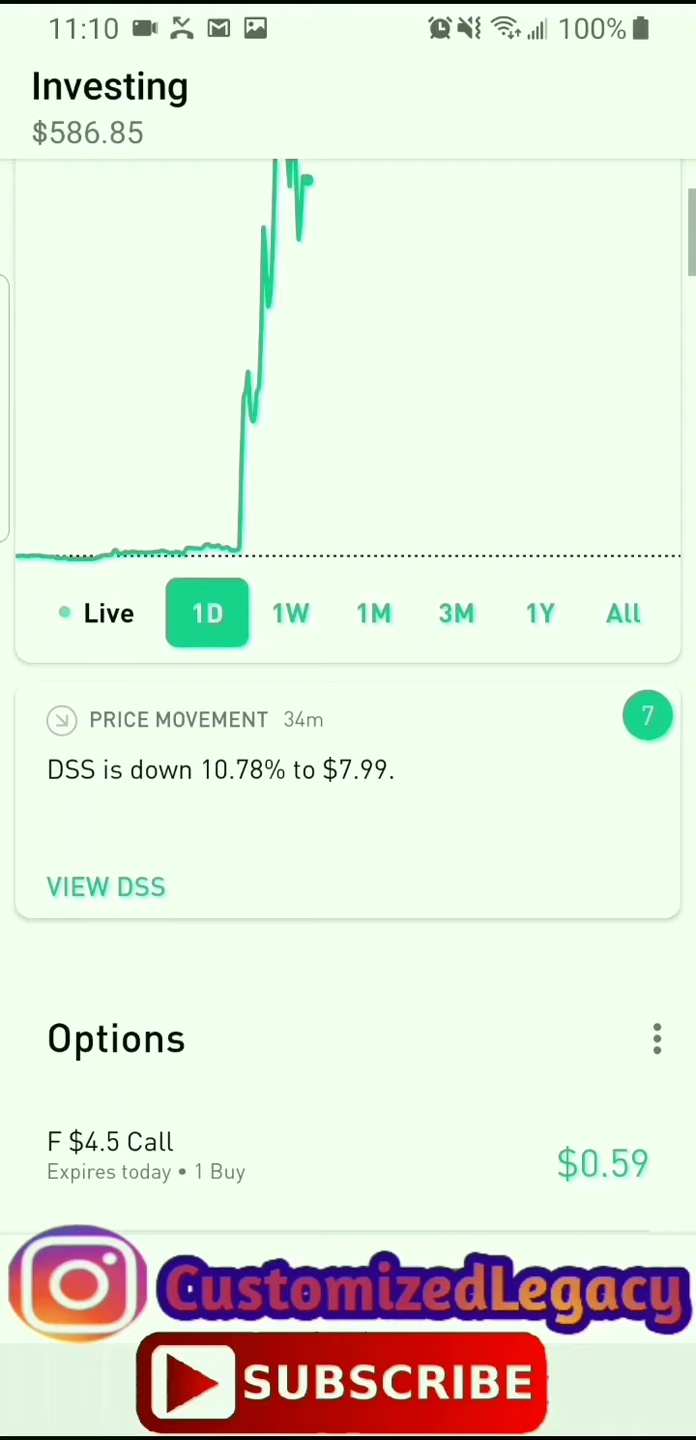 11:10
100%
Investing
$586.85
Live 1D 1W 1M 3M 1Y All
PRICE MOVEMENT 34m
7
DSS is down 10.78% to $7.99.
VIEW DSS
Options
F $4.5 Call
Expires today • 1 Buy
$0.59
CustomizedLegacy
SUBSCRIBE